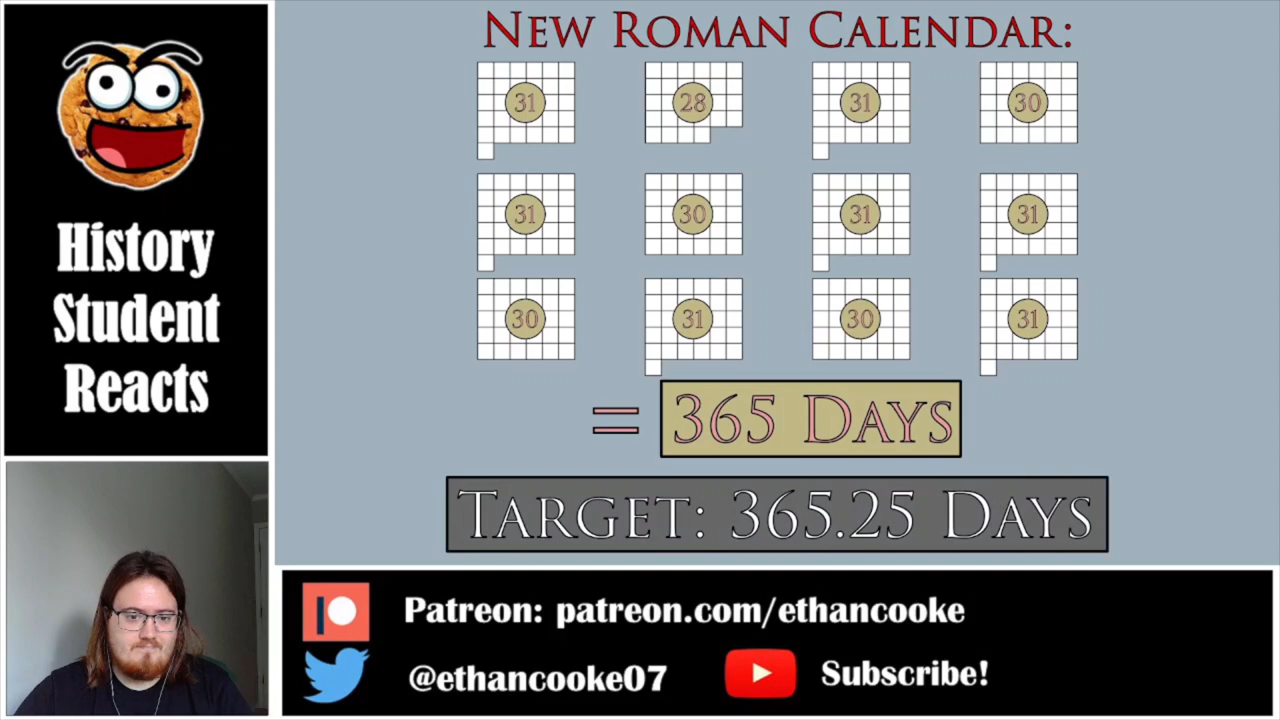 New Roman Calendar:
31 28 31 30
31 30 31 31
30 31 30 31
= 365 Days
Target: 365.25 Days
History
Student
Reacts
Patreon: patreon.com/ethancooke
@ethancooke07
Subscribe!